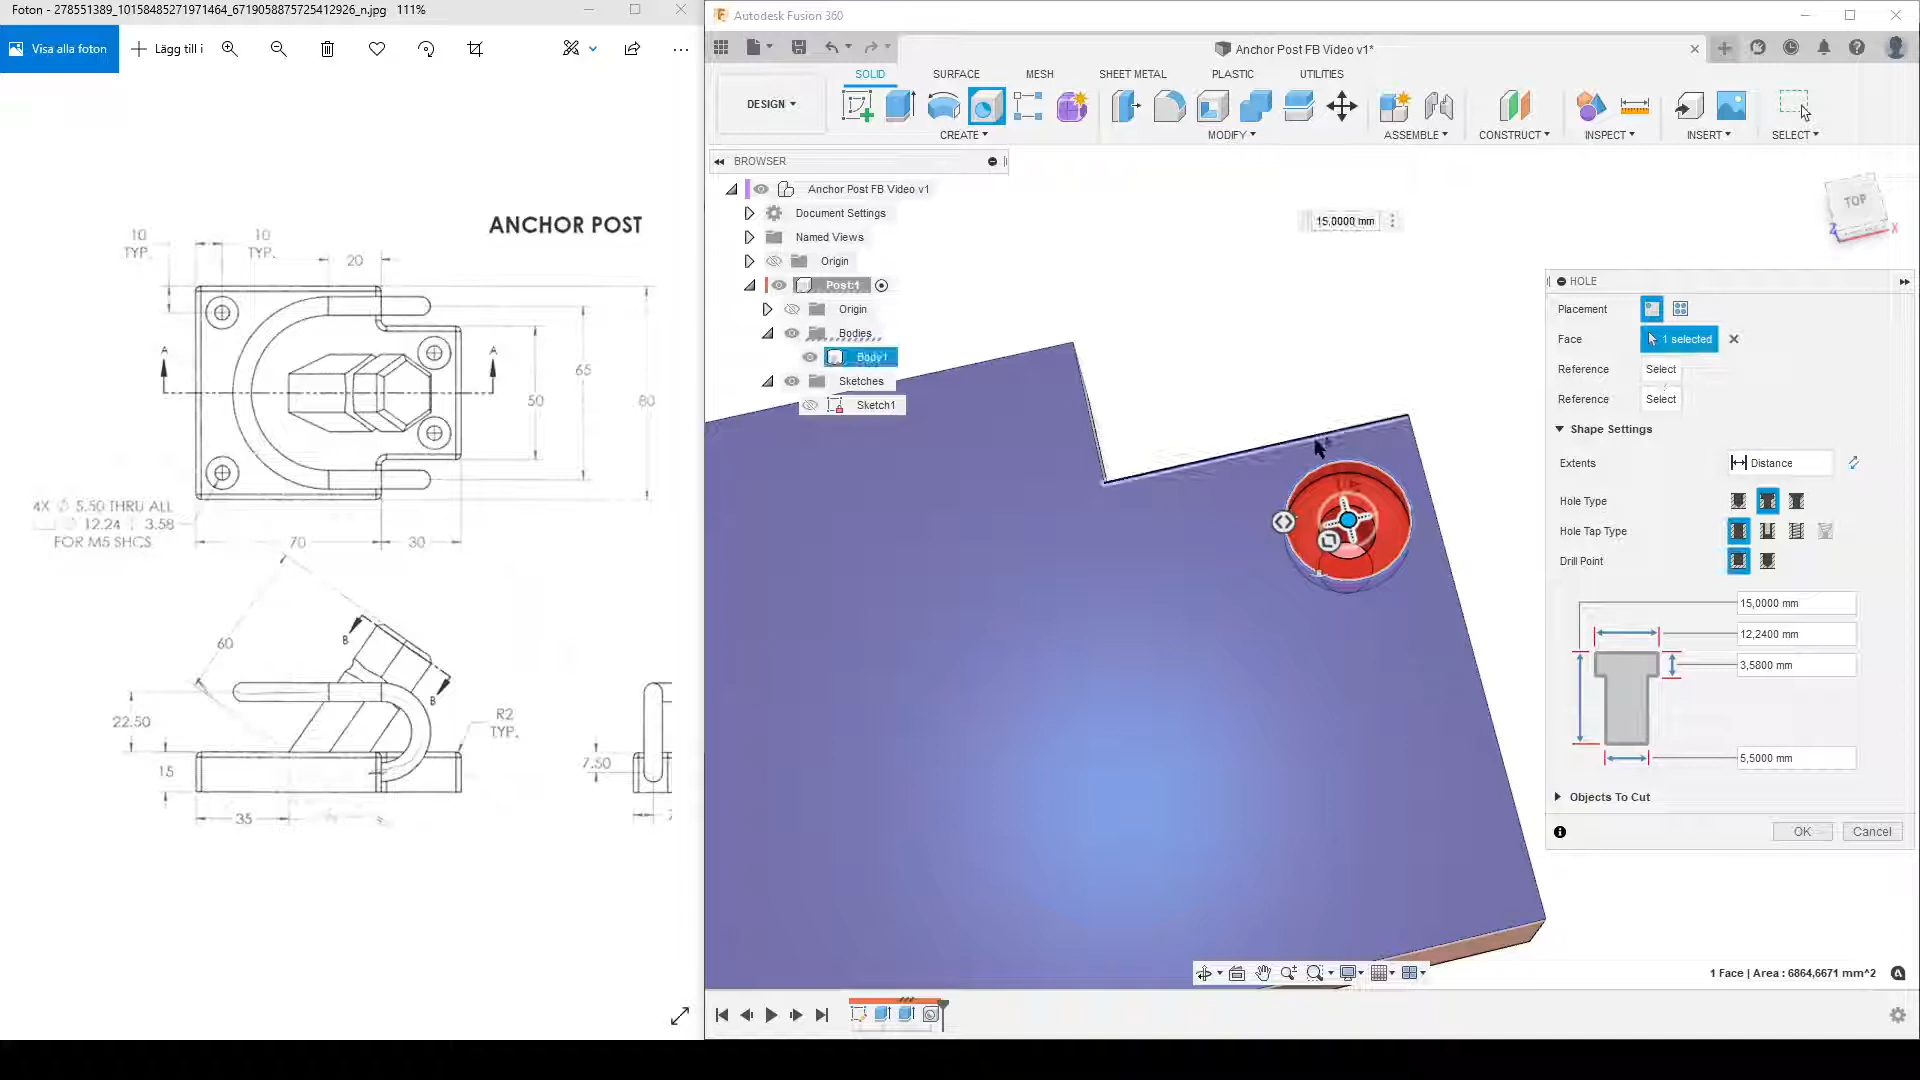 Foton - 278551389_10158485271971464_6719058875725412926_n.jpg 111%
Visa alla foton
Lägg till i
ANCHOR POST
10
TYP.
10
TYP.
20
A
A
50
65
80
4X ∅ 5.50 THRU ALL
⌴ ∅ 12.24 ↧ 3.58
FOR M5 SHCS
70
30
60
B
B
22.50
R2
TYP.
15
7.50
35
Autodesk Fusion 360
Anchor Post FB Video v1*
SOLID SURFACE MESH SHEET METAL PLASTIC UTILITIES
DESIGN
CREATE
MODIFY
ASSEMBLE
CONSTRUCT
INSPECT
INSERT
SELECT
BROWSER
Anchor Post FB Video v1
Document Settings
Named Views
Origin
Post:1
Origin
Bodies
Body1
Sketches
Sketch1
15,0000 mm
TOP
Z
X
HOLE
Placement
Face 1 selected
Reference Select
Reference Select
Shape Settings
Extents Distance
Hole Type
Hole Tap Type
Drill Point
15,0000 mm
12,2400 mm
3,5800 mm
5,5000 mm
Objects To Cut
OK Cancel
1 Face | Area : 6864,6671 mm^2